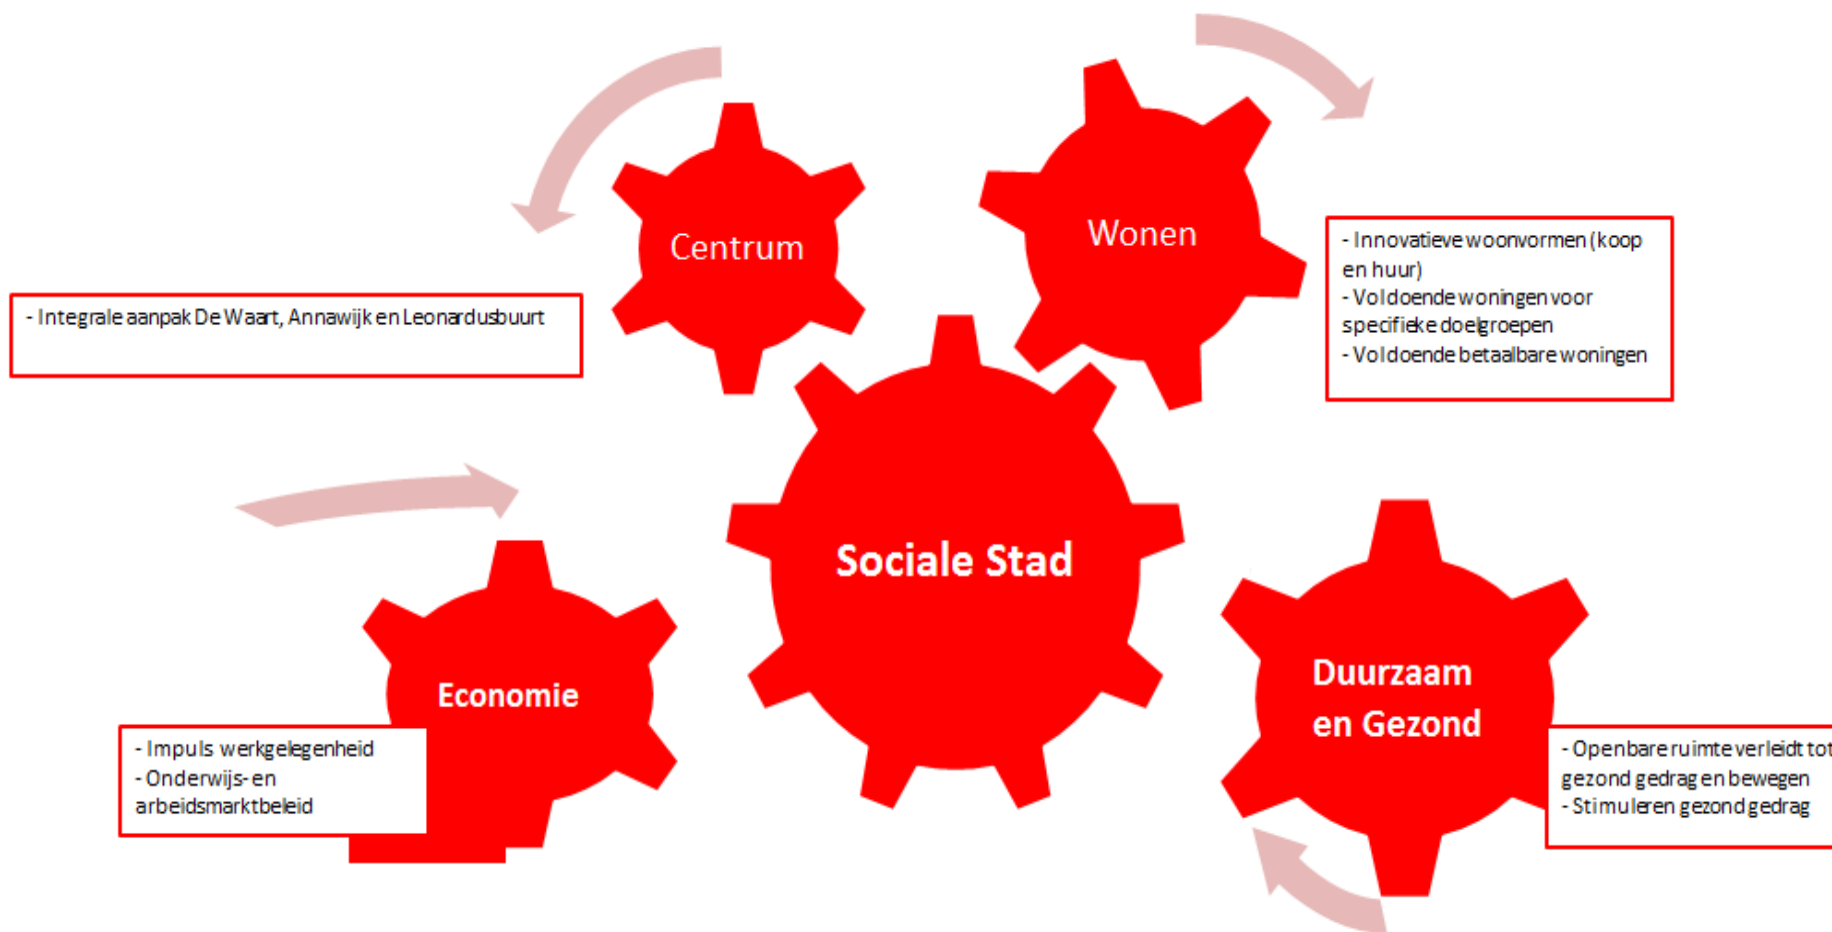 Centrum
Wonen
- Integrale aanpak De Waart, Annawijk en Leonardusbuurt
- Innovatieve woonvormen (koop
en huur)
- Voldoende woningen voor
specifieke doelgroepen
- Voldoende betaalbare woningen
Sociale Stad
Economie
- Impuls werkgelegenheid
- Onderwijs- en
arbeidsmarktbeleid
Duurzaam
en Gezond
- Openbare ruimte verleidt tot
gezond gedrag en bewegen
- Stimuleren gezond gedrag